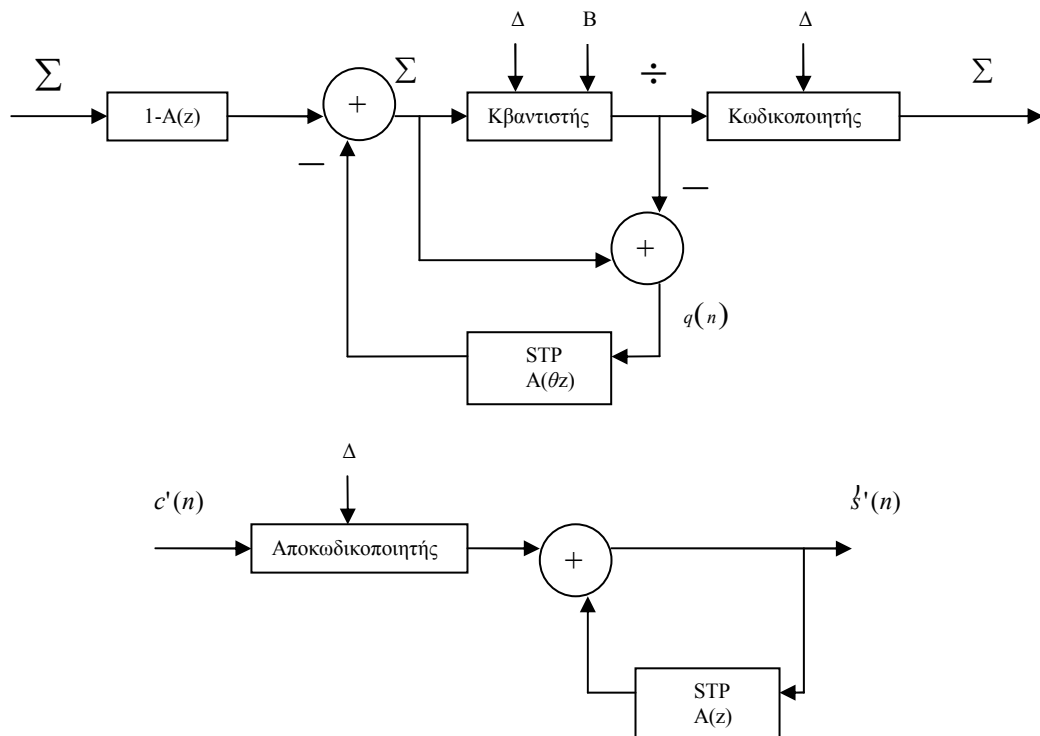 Δ B Δ
Σ Σ ÷ Σ
1-A(z) + Κβαντιστής Κωδικοποιητής
— —
+
q(n)
STP
A(θz)
Δ
c'(n) ŝ'(n)
Αποκωδικοποιητής +
STP
A(z)